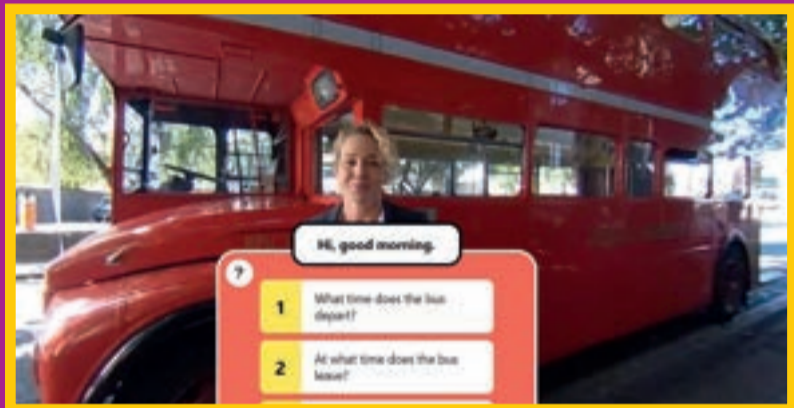 Hi, good morning.
?
1
What time does the bus
depart?
2
At what time does the bus
leave?